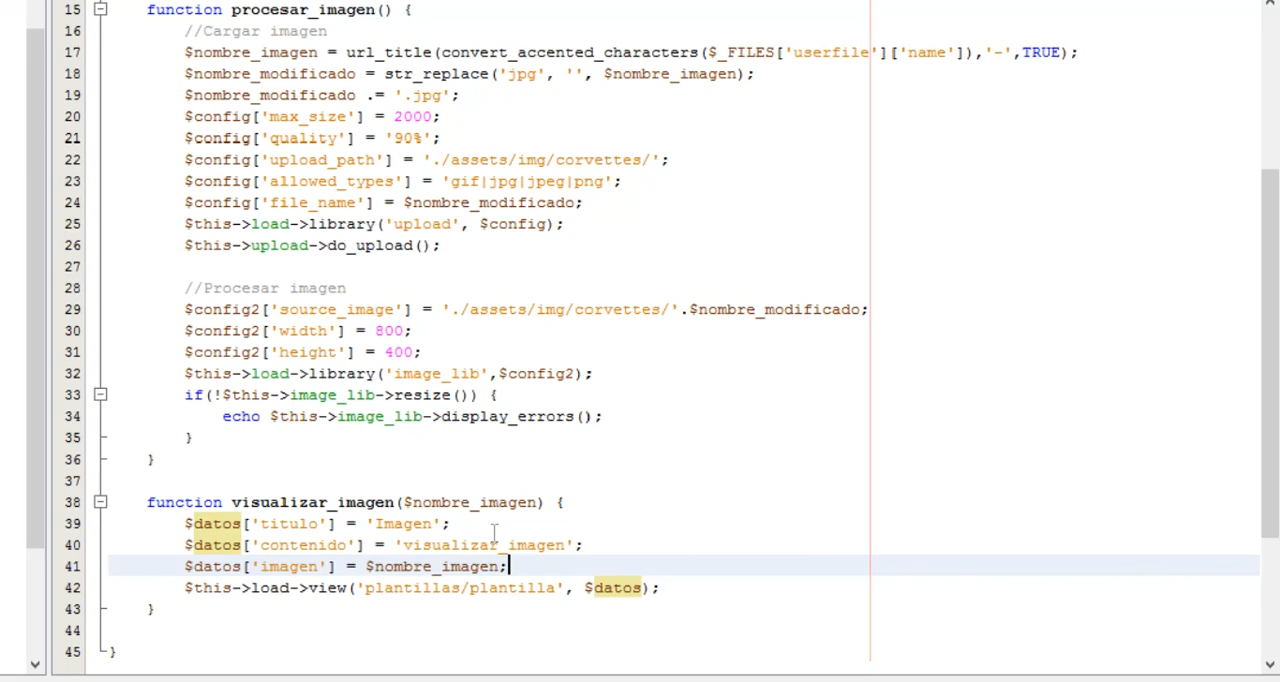 15 function procesar_imagen() {
16 //Cargar imagen
17 $nombre_imagen = url_title(convert_accented_characters($_FILES['userfile']['name']),'-',TRUE);
18 $nombre_modificado = str_replace('jpg', '', $nombre_imagen);
19 $nombre_modificado .= '.jpg';
20 $config['max_size'] = 2000;
21 $config['quality'] = '90%';
22 $config['upload_path'] = './assets/img/corvettes/';
23 $config['allowed_types'] = 'gif|jpg|jpeg|png';
24 $config['file_name'] = $nombre_modificado;
25 $this->load->library('upload', $config);
26 $this->upload->do_upload();
27
28 //Procesar imagen
29 $config2['source_image'] = './assets/img/corvettes/'.$nombre_modificado;
30 $config2['width'] = 800;
31 $config2['height'] = 400;
32 $this->load->library('image_lib',$config2);
33 if(!$this->image_lib->resize()) {
34 echo $this->image_lib->display_errors();
35 }
36 }
37
38 function visualizar_imagen($nombre_imagen) {
39 $datos['titulo'] = 'Imagen';
40 $datos['contenido'] = 'visualizar_imagen';
41 $datos['imagen'] = $nombre_imagen;
42 $this->load->view('plantillas/plantilla', $datos);
43 }
44
45 }